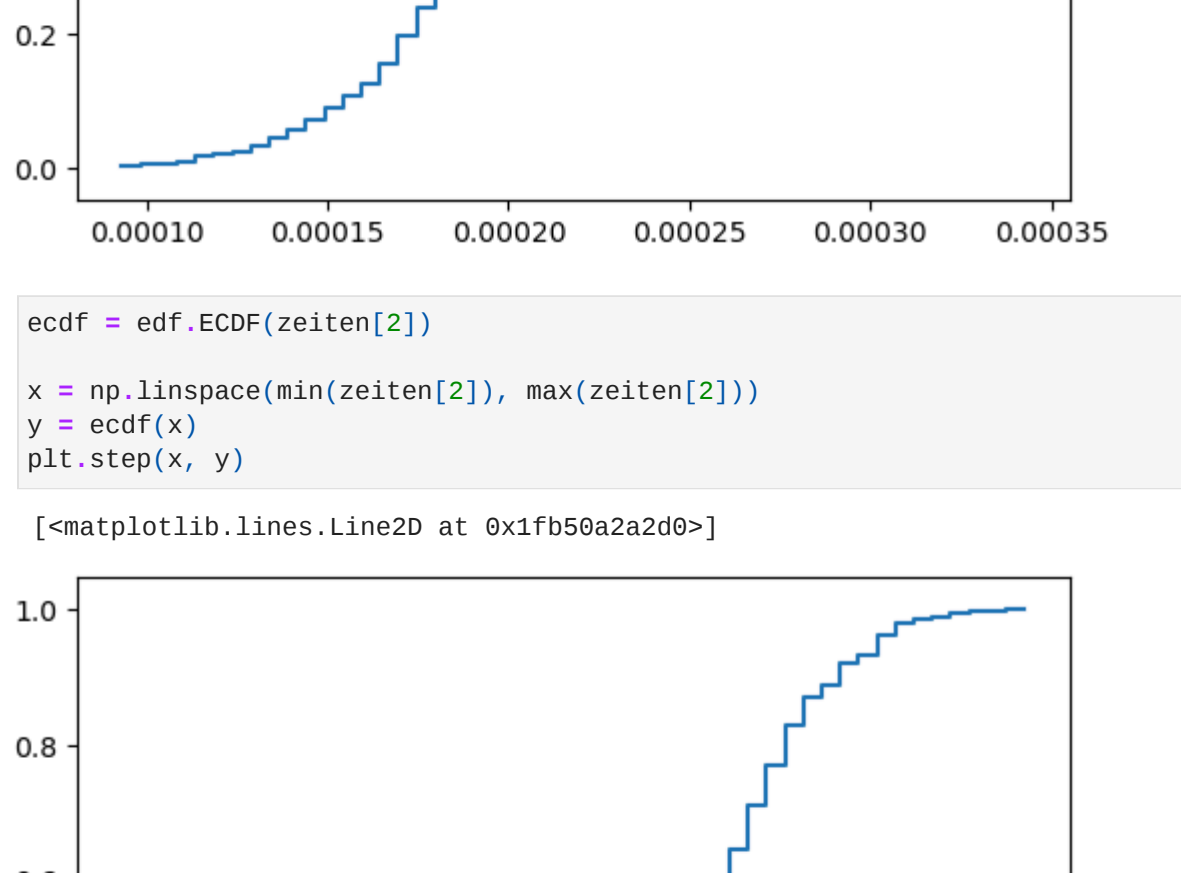 0.2
0.0
0.00010 0.00015 0.00020 0.00025 0.00030 0.00035
ecdf = edf.ECDF(zeiten[2])
x = np.linspace(min(zeiten[2]), max(zeiten[2]))
y = ecdf(x)
plt.step(x, y)
[<matplotlib.lines.Line2D at 0x1fb50a2a2d0>]
1.0
0.8